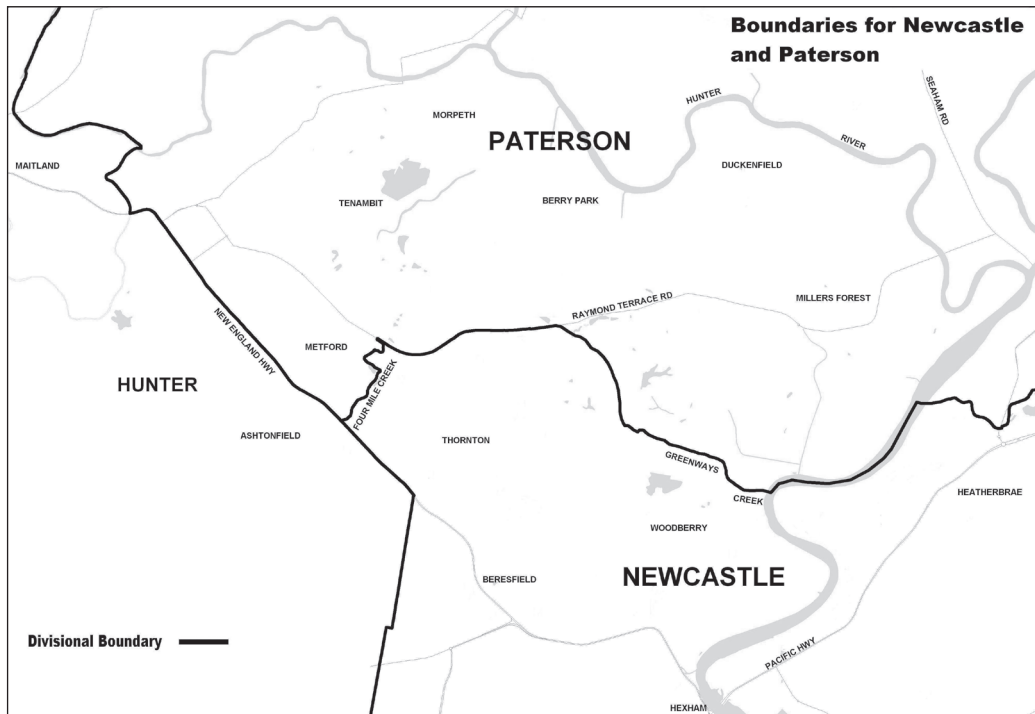 Boundaries for Newcastle
and Paterson
SEAHAM RD
HUNTER
MORPETH
PATERSON
RIVER
MAITLAND
DUCKENFIELD
TENAMBIT
BERRY PARK
MILLERS FOREST
RAYMOND TERRACE RD
NEW ENGLAND HWY
METFORD
HUNTER
FOUR MILE CREEK
ASHTONFIELD
THORNTON
GREENWAYS
CREEK
HEATHERBRAE
WOODBERRY
BERESFIELD
NEWCASTLE
Divisional Boundary
PACIFIC HWY
HEXHAM